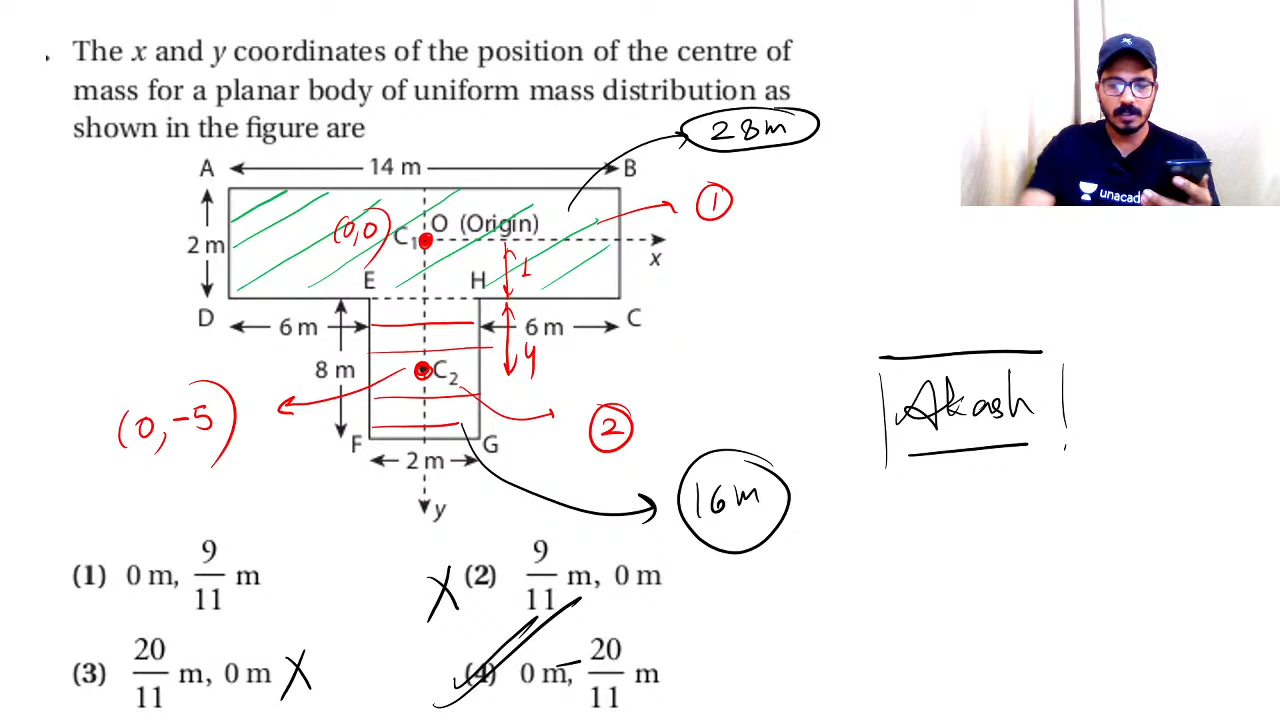 The x and y coordinates of the position of the centre of
mass for a planar body of uniform mass distribution as
shown in the figure are
28m
A 14 m B
①
(0,0) C₁ O (Origin)
2 m
x
E H 1
D 6 m 6 m C
8 m C₂ 4
(0,-5)
②
F G
2 m
y
16m
Akash
unacade
(1) 0 m, 9/11 m
X (2) 9/11 m, 0 m
(3) 20/11 m, 0 m X
(4) 0 m, - 20/11 m